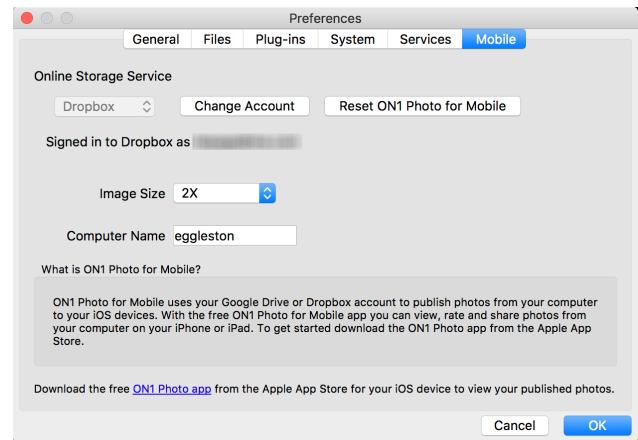 Preferences
General Files Plug-ins System Services Mobile
Online Storage Service
Dropbox Change Account Reset ON1 Photo for Mobile
Signed in to Dropbox as
Image Size 2X
Computer Name eggleston
What is ON1 Photo for Mobile?
ON1 Photo for Mobile uses your Google Drive or Dropbox account to publish photos from your computer
to your iOS devices. With the free ON1 Photo for Mobile app you can view, rate and share photos from
your computer on your iPhone or iPad. To get started download the ON1 Photo app from the Apple App
Store.
Download the free ON1 Photo app from the Apple App Store for your iOS device to view your published photos.
Cancel OK